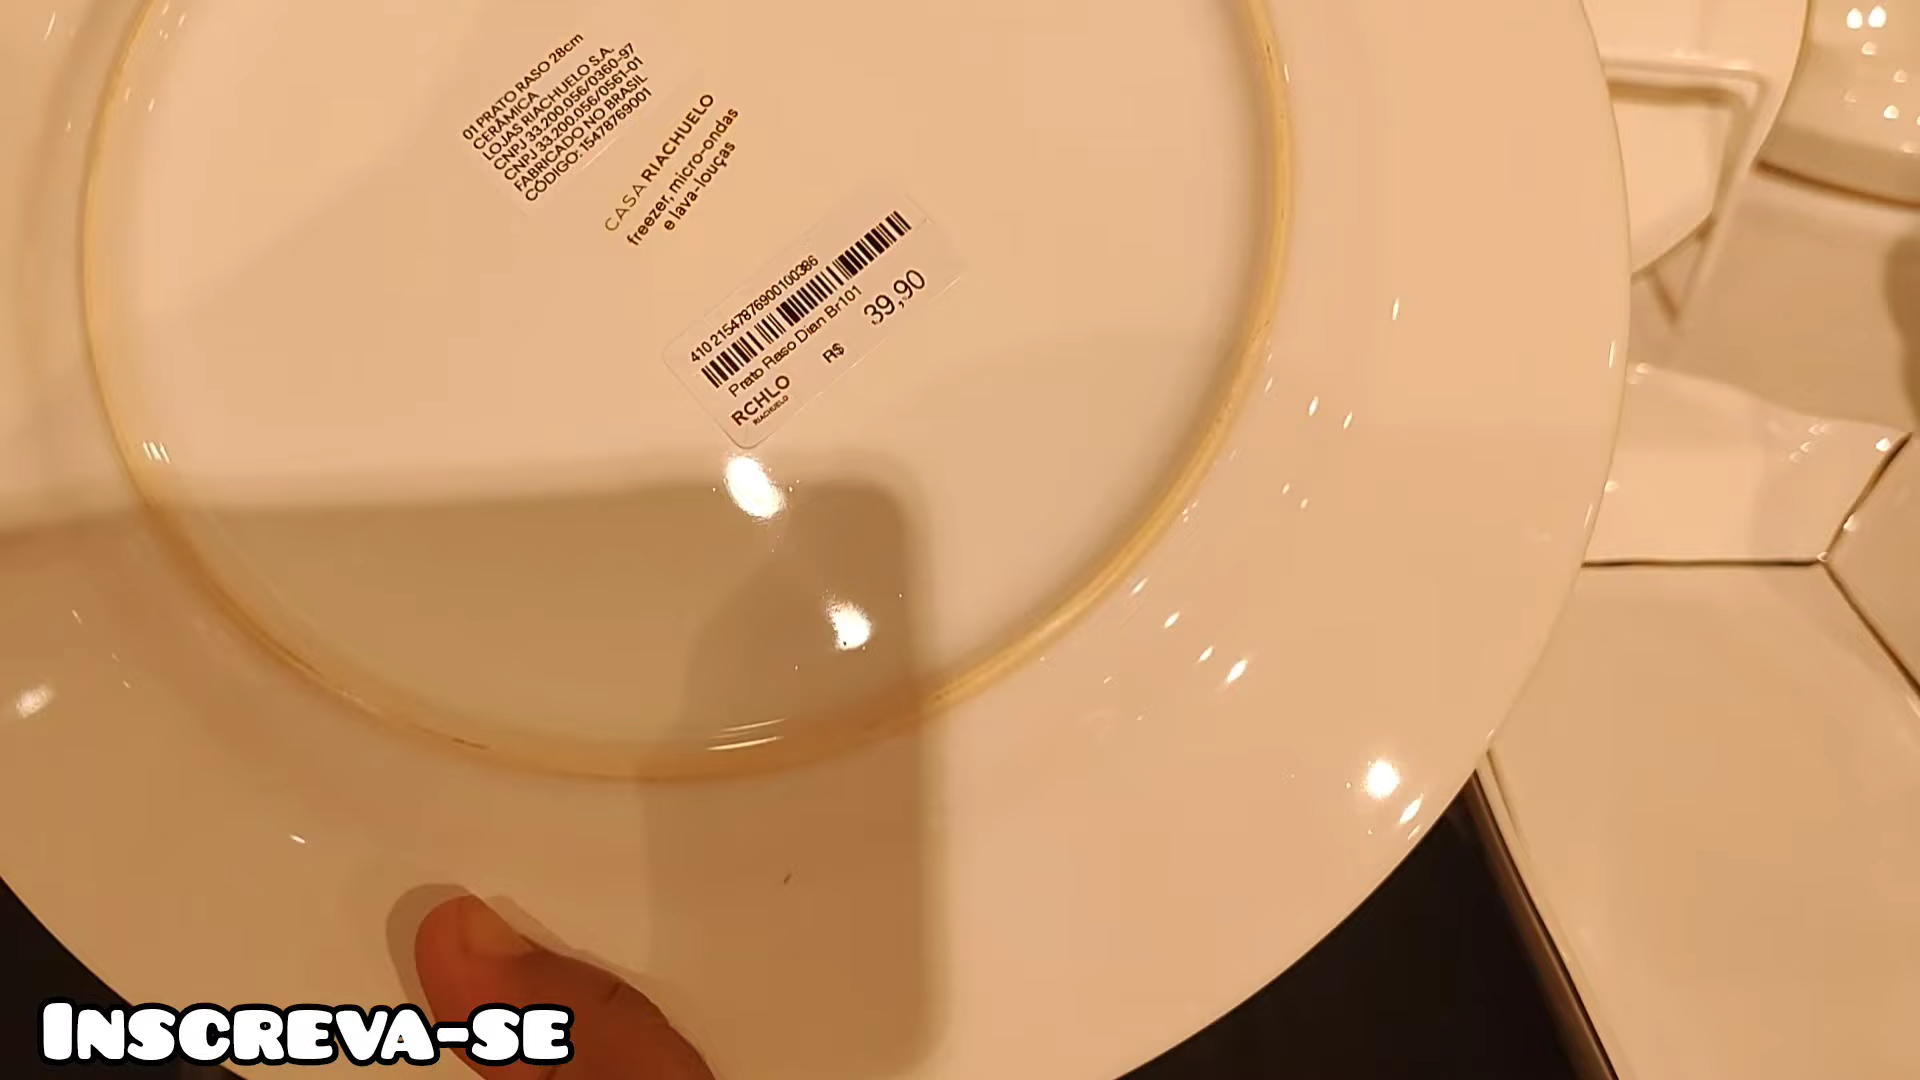 01 PRATO RASO 28cm
CERÂMICA
LOJAS RIACHUELO S.A.
CNPJ 33.200.056/0360-97
CNPJ 33.200.056/0561-01
FABRICADO NO BRASIL
CÓDIGO: 15478769001
CASA RIACHUELO
freezer, micro-ondas
e lava-louças
410 2154787690010038​6
Prato Raso Dian Br101
R$ 39,90
RCHLO
RIACHUELO
INSCREVA-SE